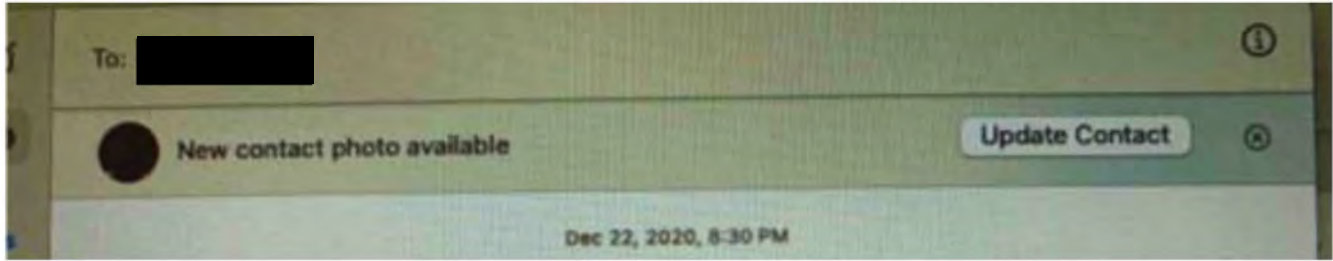 To:
New contact photo available
Update Contact
Dec 22, 2020, 8:30 PM